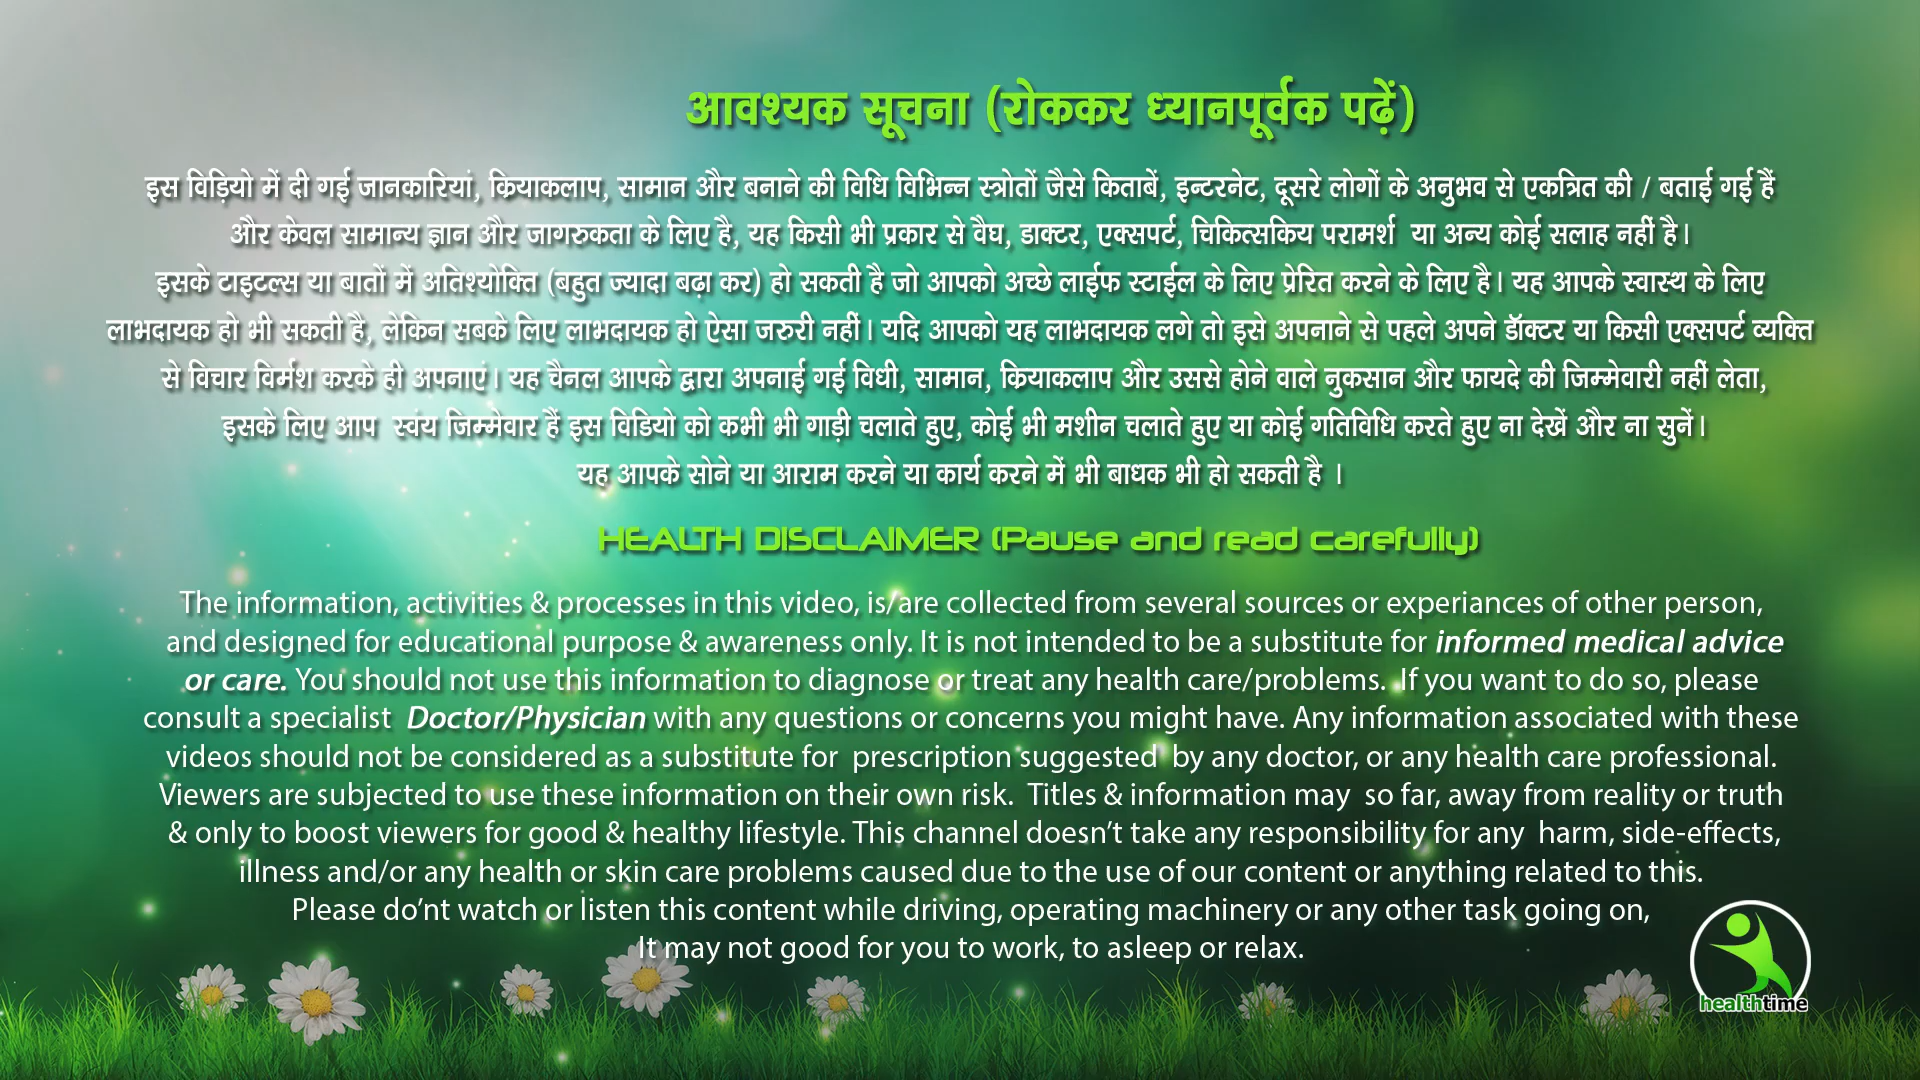 आवश्यक सूचना (रोककर ध्यानपूर्वक पढ़ें)
इस विड़ियो में दी गई जानकारियां, क्रियाकलाप, सामान और बनाने की विधि विभिन्न स्त्रोतों जैसे किताबें, इन्टरनेट, दूसरे लोगों के अनुभव से एकत्रित की / बताई गई हैं
और केवल सामान्य ज्ञान और जागरुकता के लिए है, यह किसी भी प्रकार से वैघ, डाक्टर, एक्सपर्ट, चिकित्सकिय परामर्श या अन्य कोई सलाह नहीं है।
इसके टाइटल्स या बातों में अतिश्योक्ति (बहुत ज्यादा बढ़ा कर) हो सकती है जो आपको अच्छे लाईफ स्टाईल के लिए प्रेरित करने के लिए है। यह आपके स्वास्थ के लिए
लाभदायक हो भी सकती है, लेकिन सबके लिए लाभदायक हो ऐसा जरुरी नहीं। यदि आपको यह लाभदायक लगे तो इसे अपनाने से पहले अपने डॉक्टर या किसी एक्सपर्ट व्यक्ति
से विचार विर्मश करके ही अपनाएं। यह चैनल आपके द्वारा अपनाई गई विधी, सामान, क्रियाकलाप और उससे होने वाले नुकसान और फायदे की जिम्मेवारी नहीं लेता,
इसके लिए आप स्वंय जिम्मेवार हैं इस विडियो को कभी भी गाड़ी चलाते हुए, कोई भी मशीन चलाते हुए या कोई गतिविधि करते हुए ना देखें और ना सुनें।
यह आपके सोने या आराम करने या कार्य करने में भी बाधक भी हो सकती है ।
HEALTH DISCLAIMER (Pause and read carefully)
The information, activities & processes in this video, is/are collected from several sources or experiances of other person,
and designed for educational purpose & awareness only. It is not intended to be a substitute for informed medical advice
or care. You should not use this information to diagnose or treat any health care/problems. If you want to do so, please
consult a specialist Doctor/Physician with any questions or concerns you might have. Any information associated with these
videos should not be considered as a substitute for prescription suggested by any doctor, or any health care professional.
Viewers are subjected to use these information on their own risk. Titles & information may so far, away from reality or truth
& only to boost viewers for good & healthy lifestyle. This channel doesn't take any responsibility for any harm, side-effects,
illness and/or any health or skin care problems caused due to the use of our content or anything related to this.
Please do'nt watch or listen this content while driving, operating machinery or any other task going on,
It may not good for you to work, to asleep or relax.
healthtime